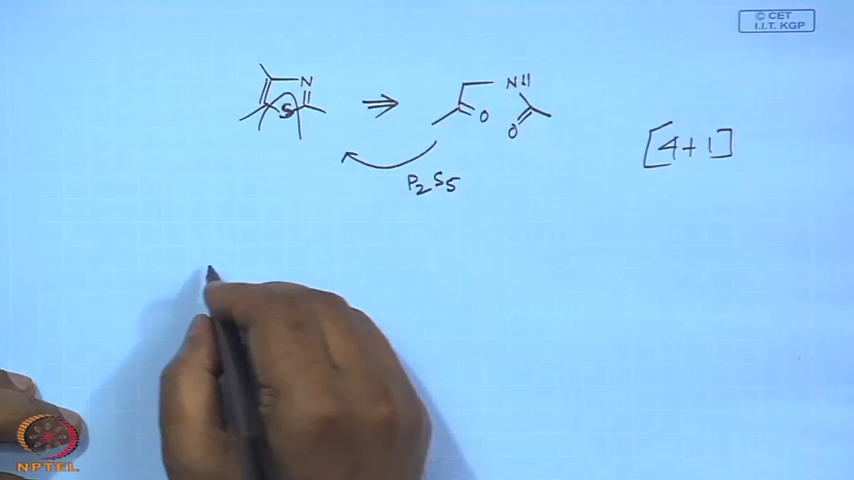 © CET
I.I.T. KGP
N
S
⇒
NH
O
O
[4+1]
P2S5
NPTEL